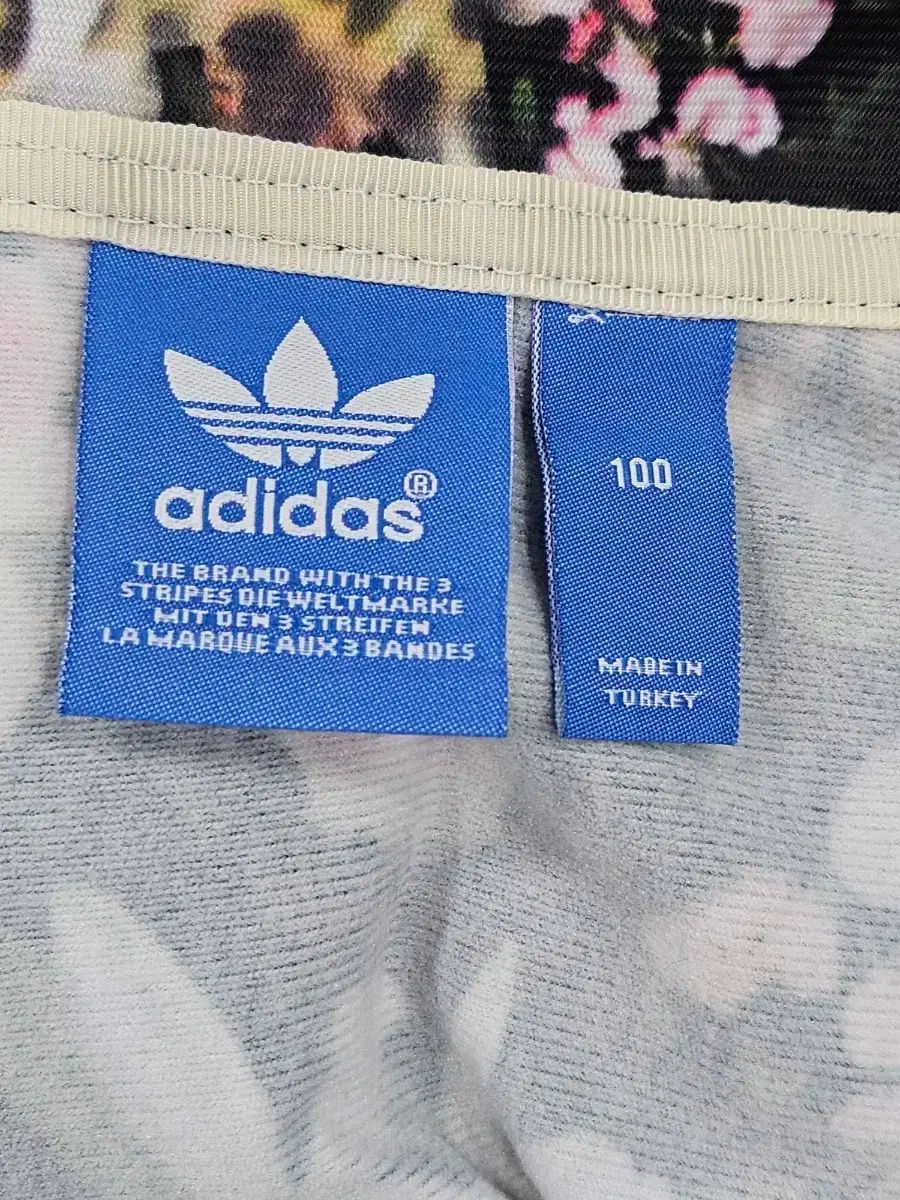 adidas®
THE BRAND WITH THE 3
STRIPES DIE WELTMARKE
MIT DEN 3 STREIFEN
LA MARQUE AUX 3 BANDES
100
MADE IN
TURKEY